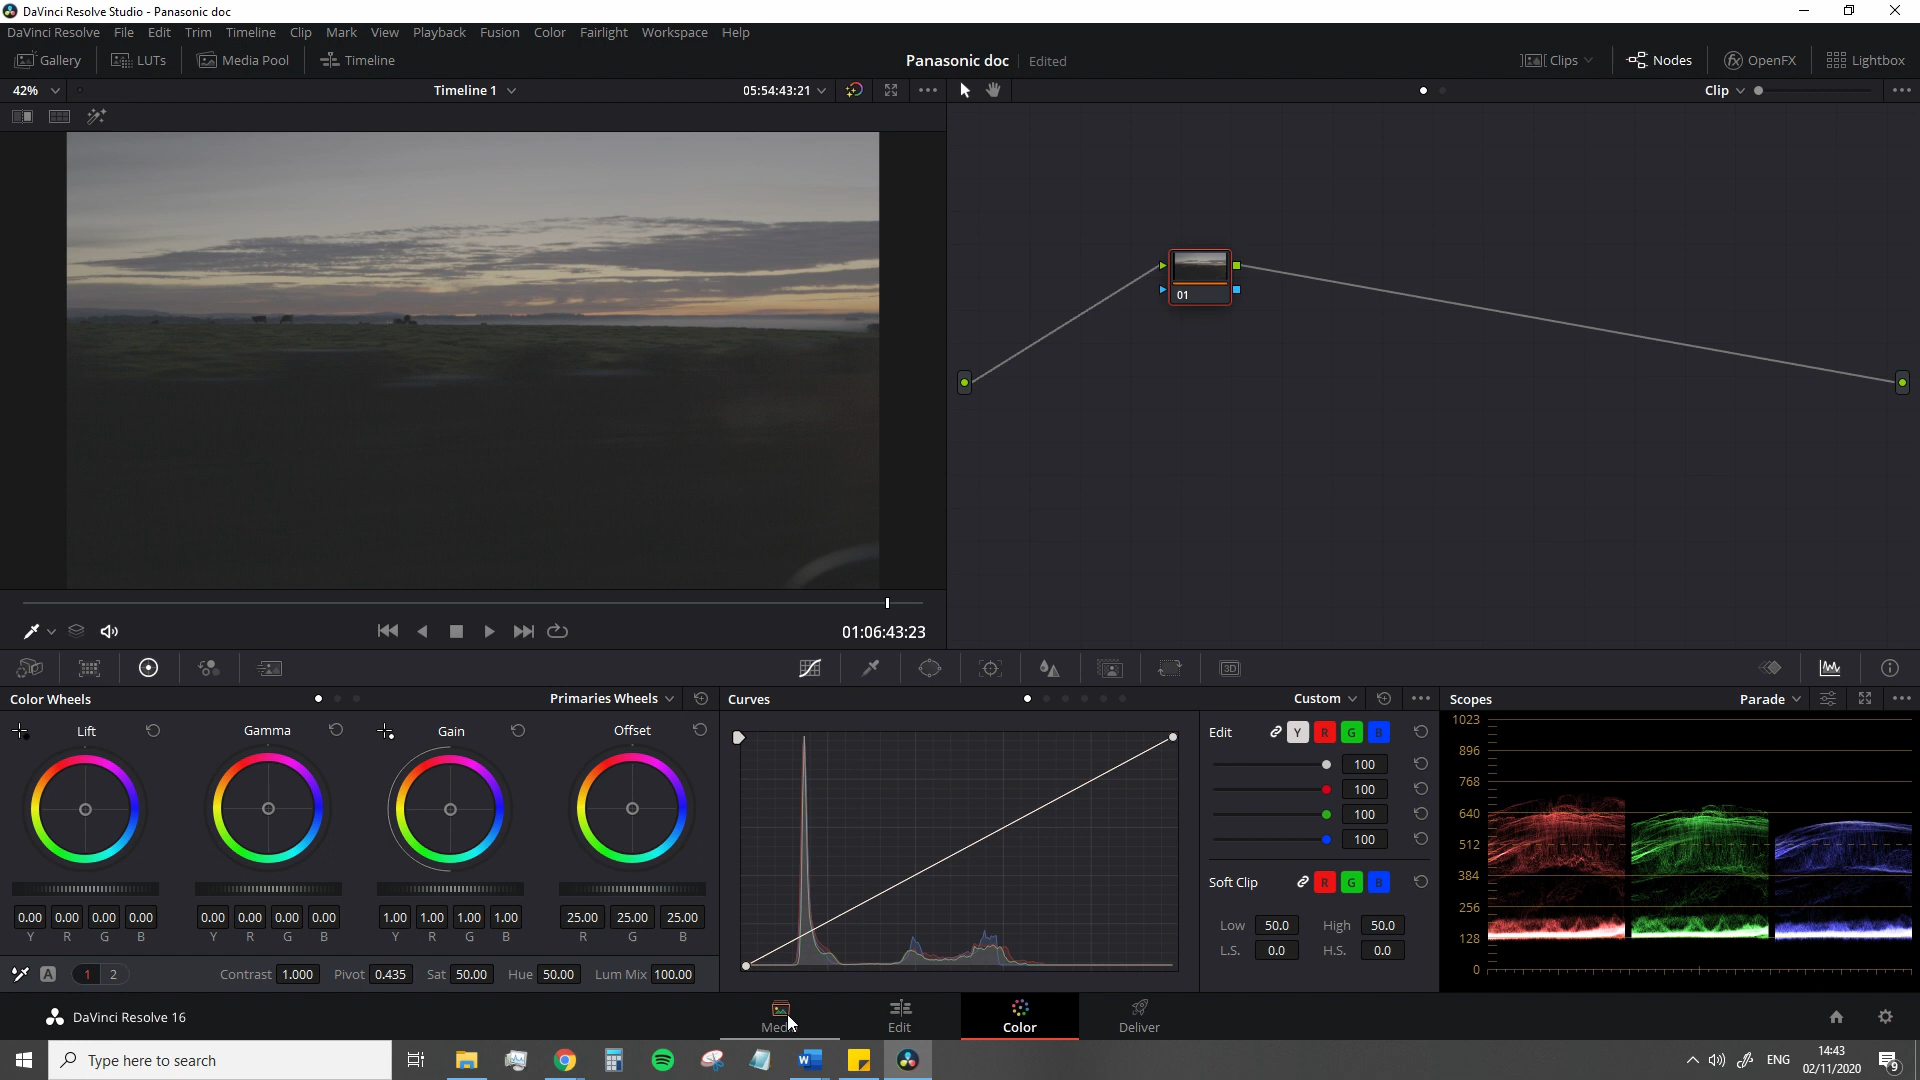 DaVinci Resolve Studio - Panasonic doc
DaVinci Resolve File Edit Trim Timeline Clip Mark View Playback Fusion Color Fairlight Workspace Help
Gallery LUTs Media Pool Timeline Panasonic doc Edited Clips Nodes OpenFX Lightbox
42% Timeline 1 05:54:43:21 Clip
01
01:06:43:23
3D
Color Wheels Primaries Wheels Curves Custom Scopes Parade
Lift Gamma Gain Offset
Edit Y R G B
100
100
100
100
Soft Clip R G B
Low 50.0 High 50.0
L.S. 0.0 H.S. 0.0
1023
896
768
640
512
384
256
128
0
0.00 0.00 0.00 0.00 0.00 0.00 0.00 0.00 1.00 1.00 1.00 1.00 25.00 25.00 25.00
Y R G B Y R G B Y R G B R G B
A 1 2 Contrast 1.000 Pivot 0.435 Sat 50.00 Hue 50.00 Lum Mix 100.00
DaVinci Resolve 16 Edit Color Deliver
Type here to search ENG 14:43
02/11/2020
9